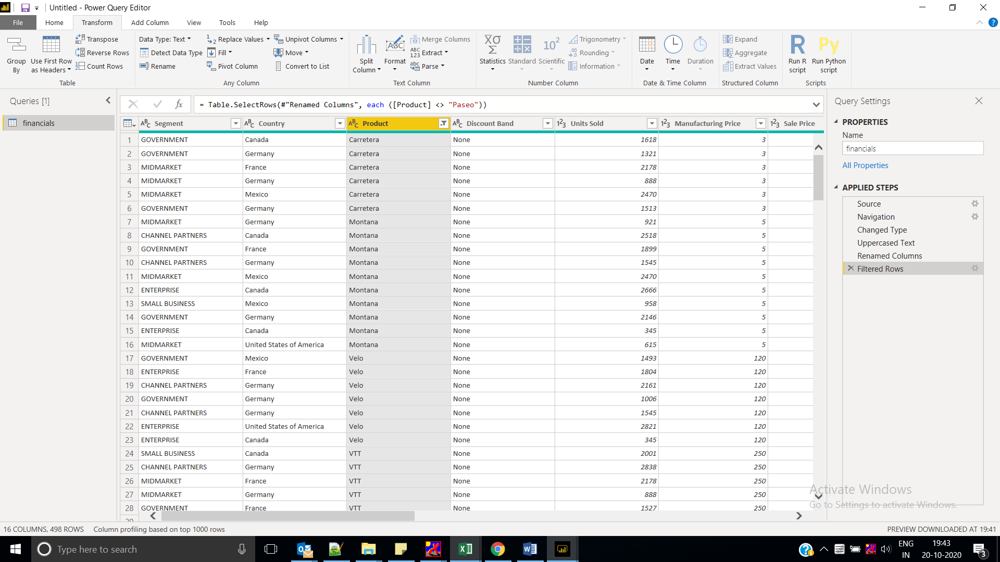 Untitled - Power Query Editor
File Home Transform Add Column View Tools Help
Group By
Use First Row as Headers
Transpose
Reverse Rows
Count Rows
Table
Data Type: Text
Detect Data Type
Rename
Replace Values
Fill
Pivot Column
Unpivot Columns
Move
Convert to List
Any Column
Split Column
Format
Merge Columns
Extract
Parse
Text Column
Statistics
Standard
Scientific
Trigonometry
Rounding
Information
Number Column
Date
Time
Duration
Date & Time Column
Expand
Aggregate
Extract Values
Structured Column
Run R script
Run Python script
Scripts
Queries [1]
financials
= Table.SelectRows(#"Renamed Columns", each ([Product] <> "Paseo"))
Segment Country Product Discount Band Units Sold Manufacturing Price Sale Price
1 GOVERNMENT Canada Carretera None 1618 3
2 GOVERNMENT Germany Carretera None 1321 3
3 MIDMARKET France Carretera None 2178 3
4 MIDMARKET Germany Carretera None 888 3
5 MIDMARKET Mexico Carretera None 2470 3
6 GOVERNMENT Germany Carretera None 1513 3
7 MIDMARKET Germany Montana None 921 5
8 CHANNEL PARTNERS Canada Montana None 2518 5
9 GOVERNMENT France Montana None 1899 5
10 CHANNEL PARTNERS Germany Montana None 1545 5
11 MIDMARKET Mexico Montana None 2470 5
12 ENTERPRISE Canada Montana None 2666 5
13 SMALL BUSINESS Mexico Montana None 958 5
14 GOVERNMENT Germany Montana None 2146 5
15 ENTERPRISE Canada Montana None 345 5
16 MIDMARKET United States of America Montana None 615 5
17 GOVERNMENT Mexico Velo None 1493 120
18 ENTERPRISE France Velo None 1804 120
19 CHANNEL PARTNERS Germany Velo None 2161 120
20 GOVERNMENT Germany Velo None 1006 120
21 CHANNEL PARTNERS Germany Velo None 1545 120
22 ENTERPRISE United States of America Velo None 2821 120
23 ENTERPRISE Canada Velo None 345 120
24 SMALL BUSINESS Canada VTT None 2001 250
25 CHANNEL PARTNERS Germany VTT None 2838 250
26 MIDMARKET France VTT None 2178 250
27 MIDMARKET Germany VTT None 888 250
28 GOVERNMENT France VTT None 1527 250
Query Settings
PROPERTIES
Name
financials
All Properties
APPLIED STEPS
Source
Navigation
Changed Type
Uppercased Text
Renamed Columns
Filtered Rows
Activate Windows
Go to Settings to activate Windows.
16 COLUMNS, 498 ROWS Column profiling based on top 1000 rows
PREVIEW DOWNLOADED AT 19:41
Type here to search
ENG
IN
19:43
20-10-2020
3